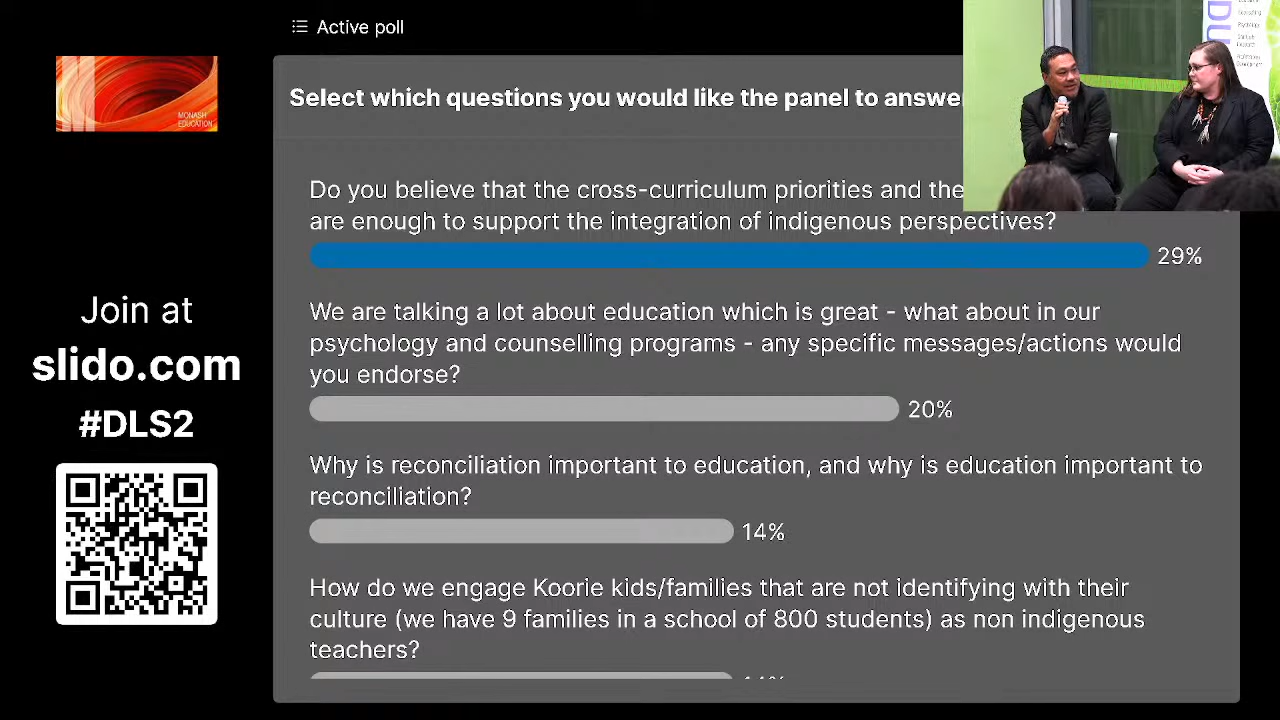 Active poll
Select which questions you would like the panel to answer
MONASH
EDUCATION
Do you believe that the cross-curriculum priorities and the
are enough to support the integration of indigenous perspectives?
29%
We are talking a lot about education which is great - what about in our
psychology and counselling programs - any specific messages/actions would
you endorse?
20%
Why is reconciliation important to education, and why is education important to
reconciliation?
14%
How do we engage Koorie kids/families that are not identifying with their
culture (we have 9 families in a school of 800 students) as non indigenous
teachers?
Join at
slido.com
#DLS2